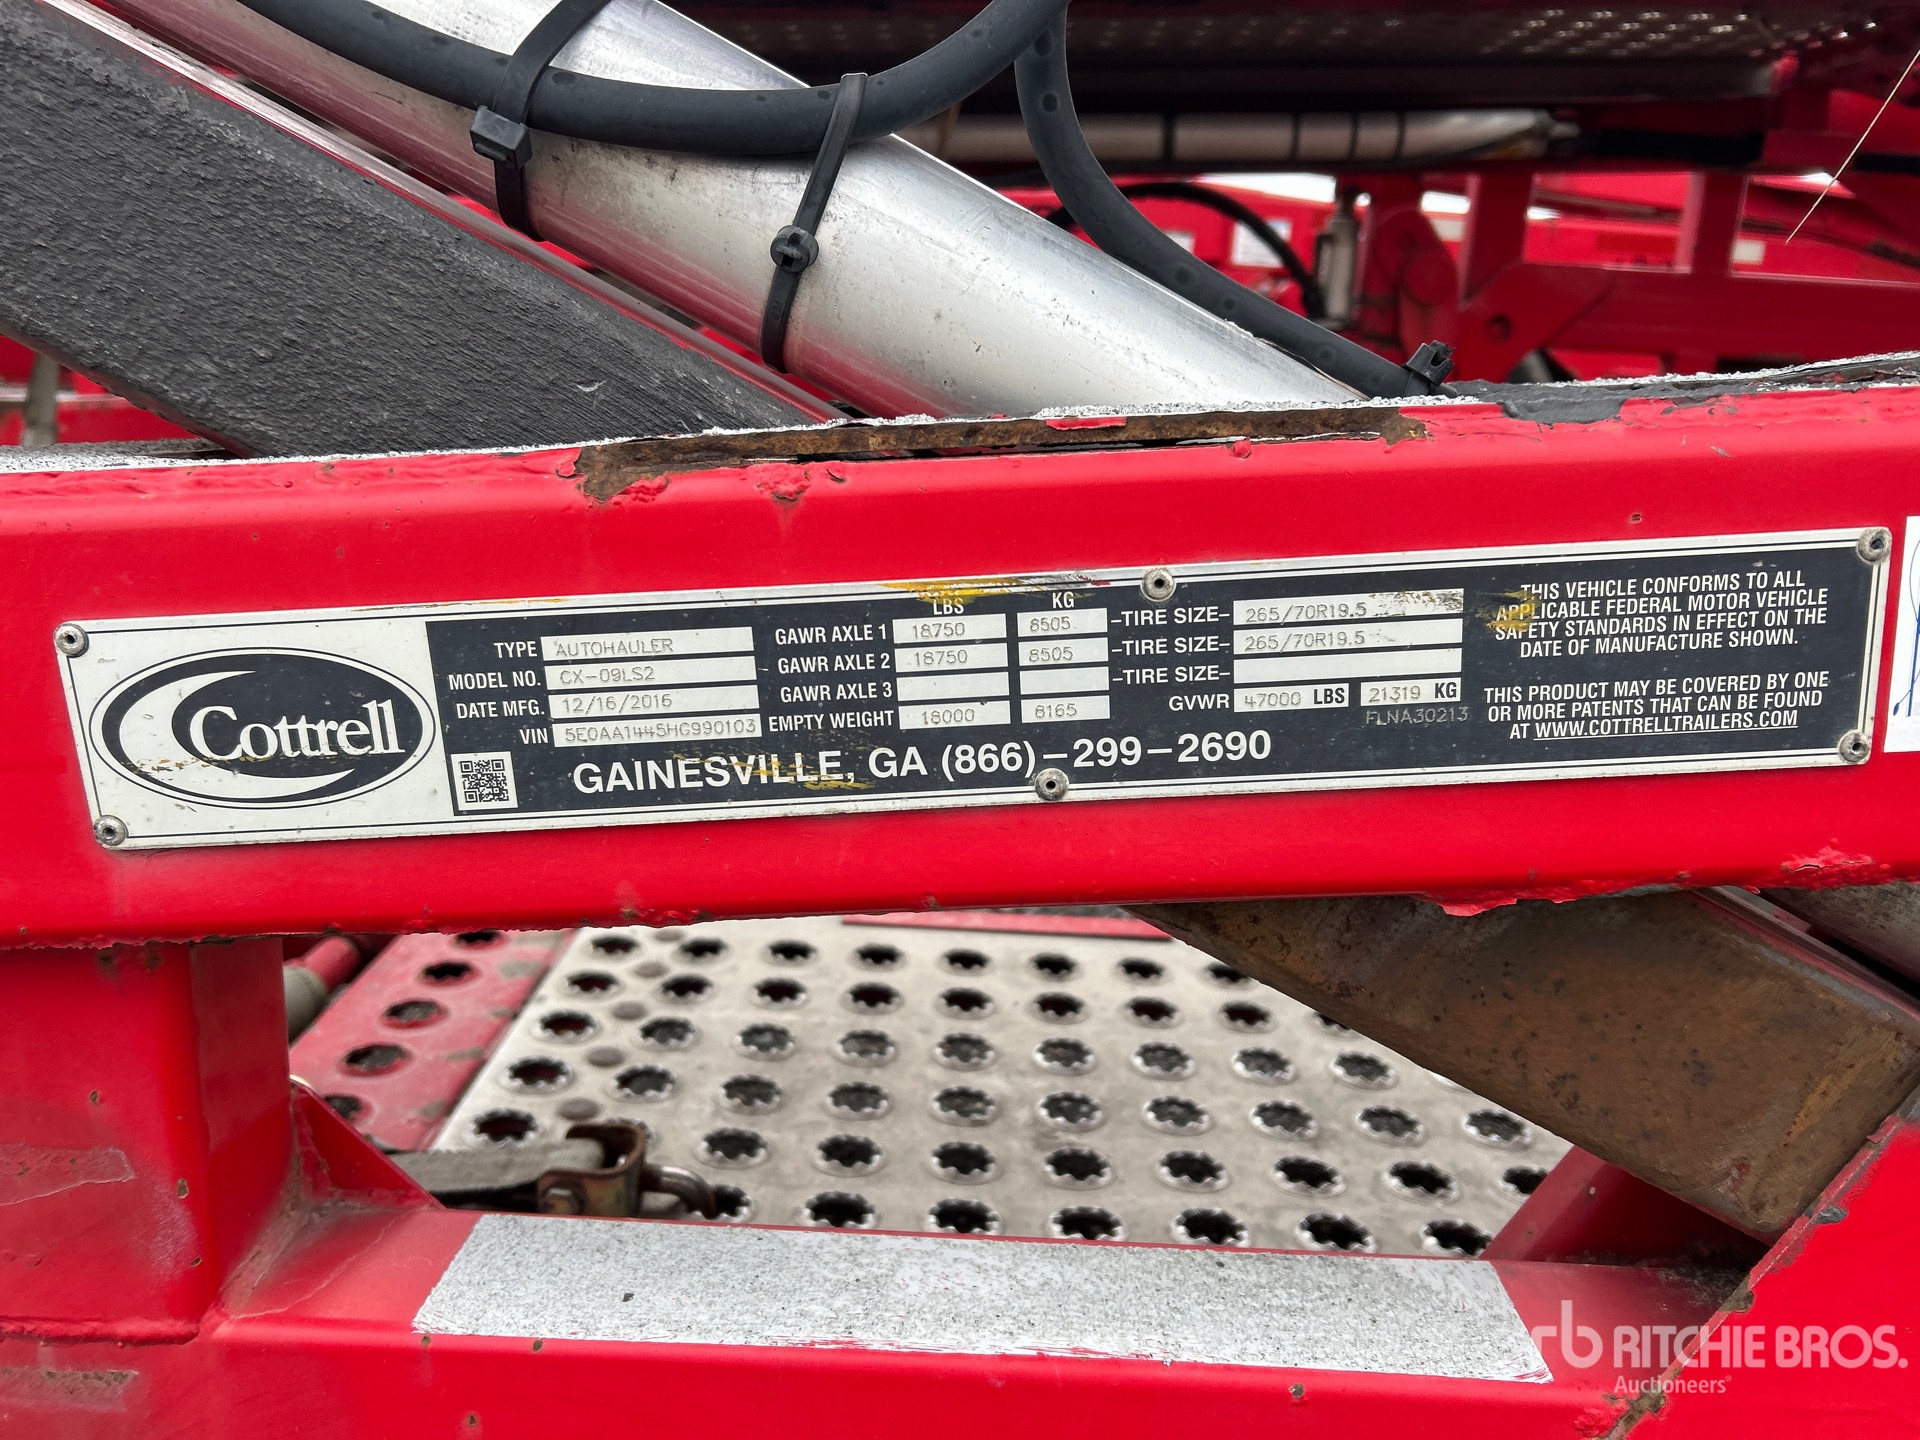 Cottrell
LBS KG
TYPE AUTOHAULER GAWR AXLE 1 18750 8505 -TIRE SIZE- 265/70R19.5
MODEL NO. CX-09LS2 GAWR AXLE 2 18750 8505 -TIRE SIZE- 265/70R19.5
DATE MFG. 12/16/2016 GAWR AXLE 3 -TIRE SIZE-
VIN 5E0AA1445HG990103 EMPTY WEIGHT 18000 8165 GVWR 47000 LBS 21319 KG
FLNA30213
GAINESVILLE, GA (866)-299-2690
THIS VEHICLE CONFORMS TO ALL
APPLICABLE FEDERAL MOTOR VEHICLE
SAFETY STANDARDS IN EFFECT ON THE
DATE OF MANUFACTURE SHOWN.
THIS PRODUCT MAY BE COVERED BY ONE
OR MORE PATENTS THAT CAN BE FOUND
AT WWW.COTTRELLTRAILERS.COM
rb RITCHIE BROS.
Auctioneers